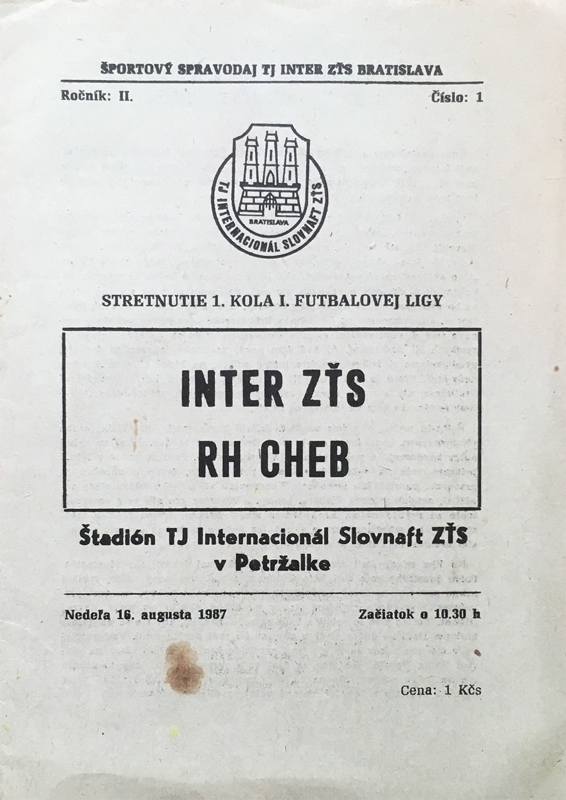 ŠPORTOVÝ SPRAVODAJ TJ INTER ZŤS BRATISLAVA
Ročník: II. Číslo: 1
BRATISLAVA
TJ INTERNACIONÁL SLOVNAFT ZŤS
STRETNUTIE 1. KOLA I. FUTBALOVEJ LIGY
INTER ZŤS
RH CHEB
Štadión TJ Internacionál Slovnaft ZŤS
v Petržalke
Nedeľa 16. augusta 1987 Začiatok o 10.30 h
Cena: 1 Kčs